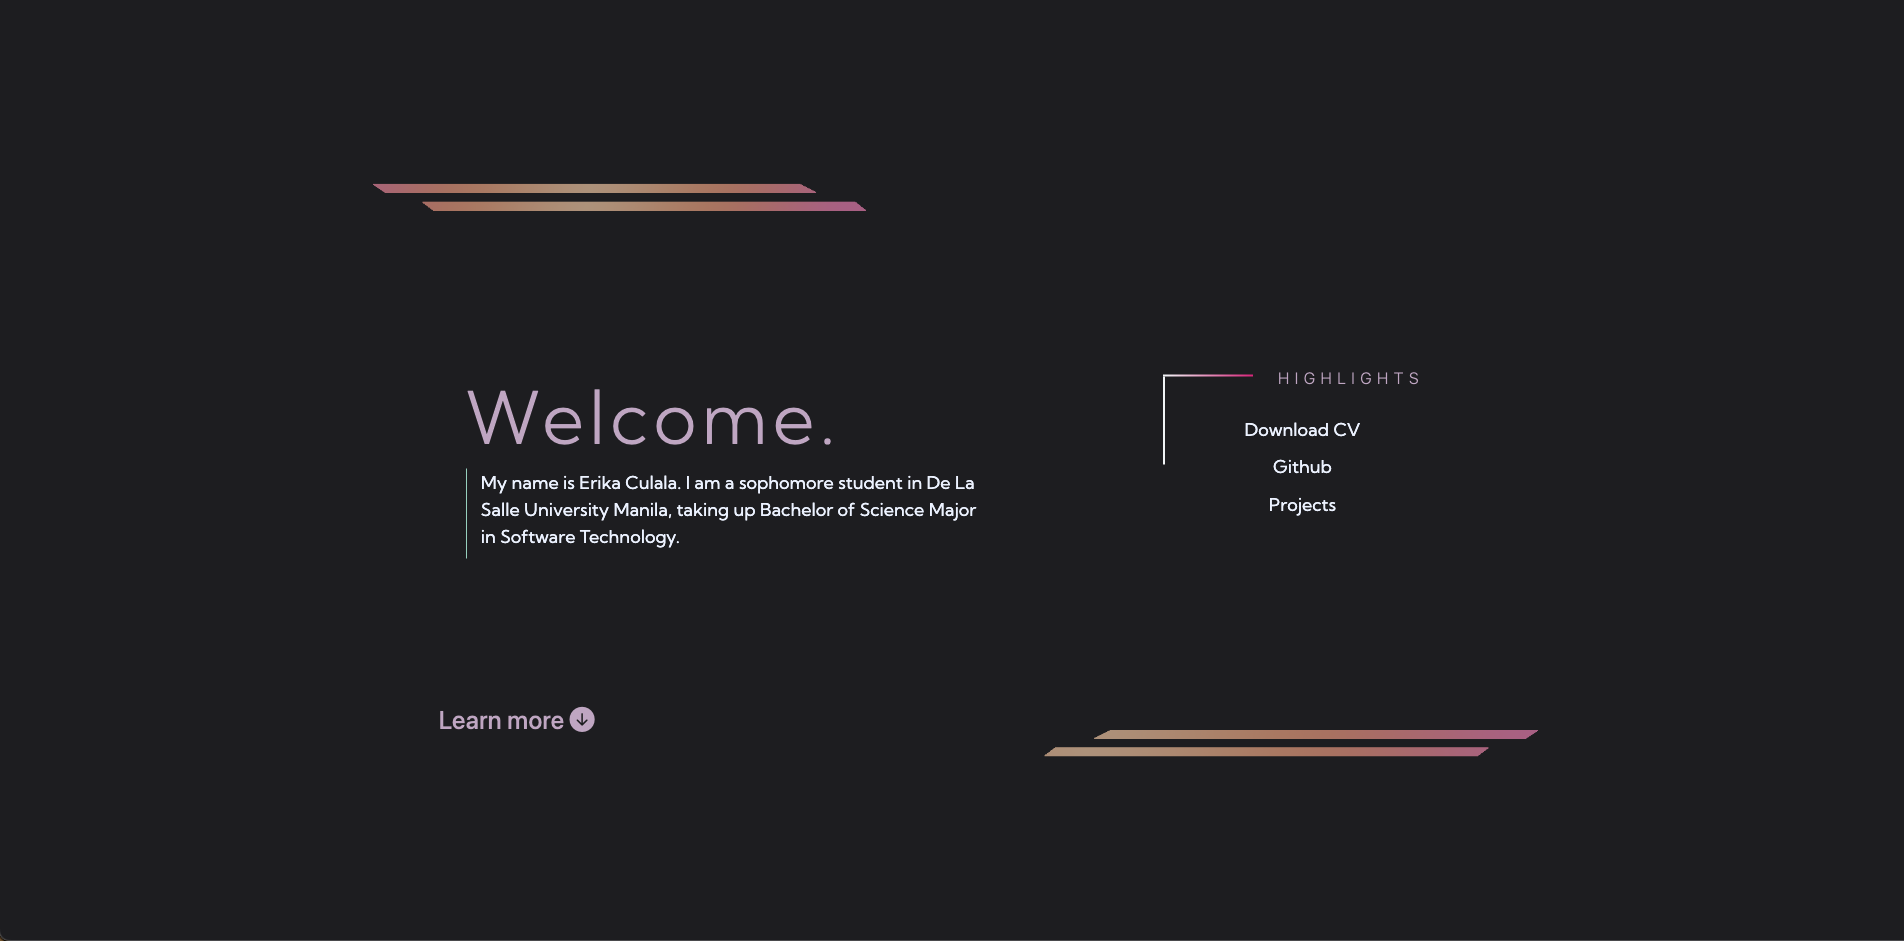 Welcome.
My name is Erika Culala. I am a sophomore student in De La
Salle University Manila, taking up Bachelor of Science Major
in Software Technology.
HIGHLIGHTS
Download CV
Github
Projects
Learn more